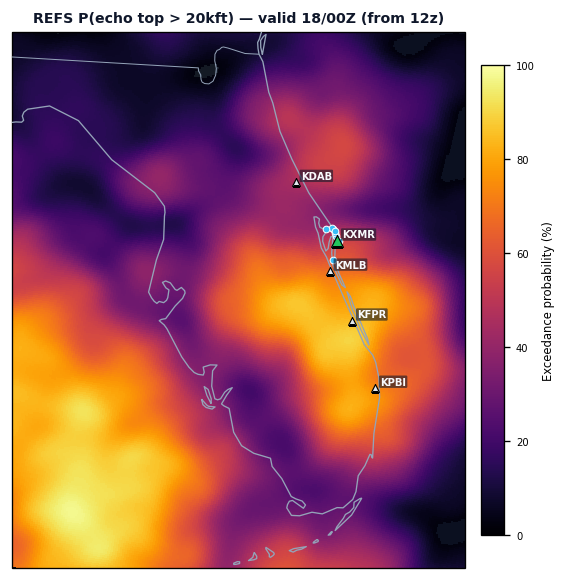 REFS P(echo top > 20kft) — valid 18/00Z (from 12z)
KDAB
KXMR
KMLB
KFPR
KPBI
100
80
60
40
20
0
Exceedance probability (%)